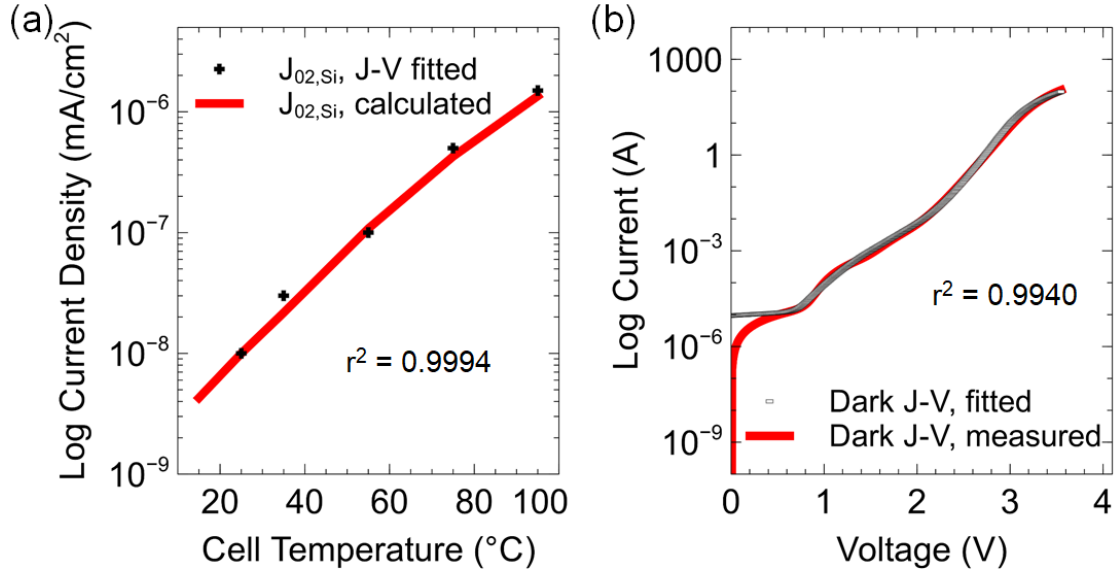 (a)
J₀₂,Si, J-V fitted
J₀₂,Si, calculated
Log Current Density (mA/cm²)
10⁻⁶
10⁻⁷
10⁻⁸
10⁻⁹
r² = 0.9994
20 40 60 80 100
Cell Temperature (°C)
(b)
Log Current (A)
1000
1
10⁻³
10⁻⁶
10⁻⁹
r² = 0.9940
Dark J-V, fitted
Dark J-V, measured
0 1 2 3 4
Voltage (V)